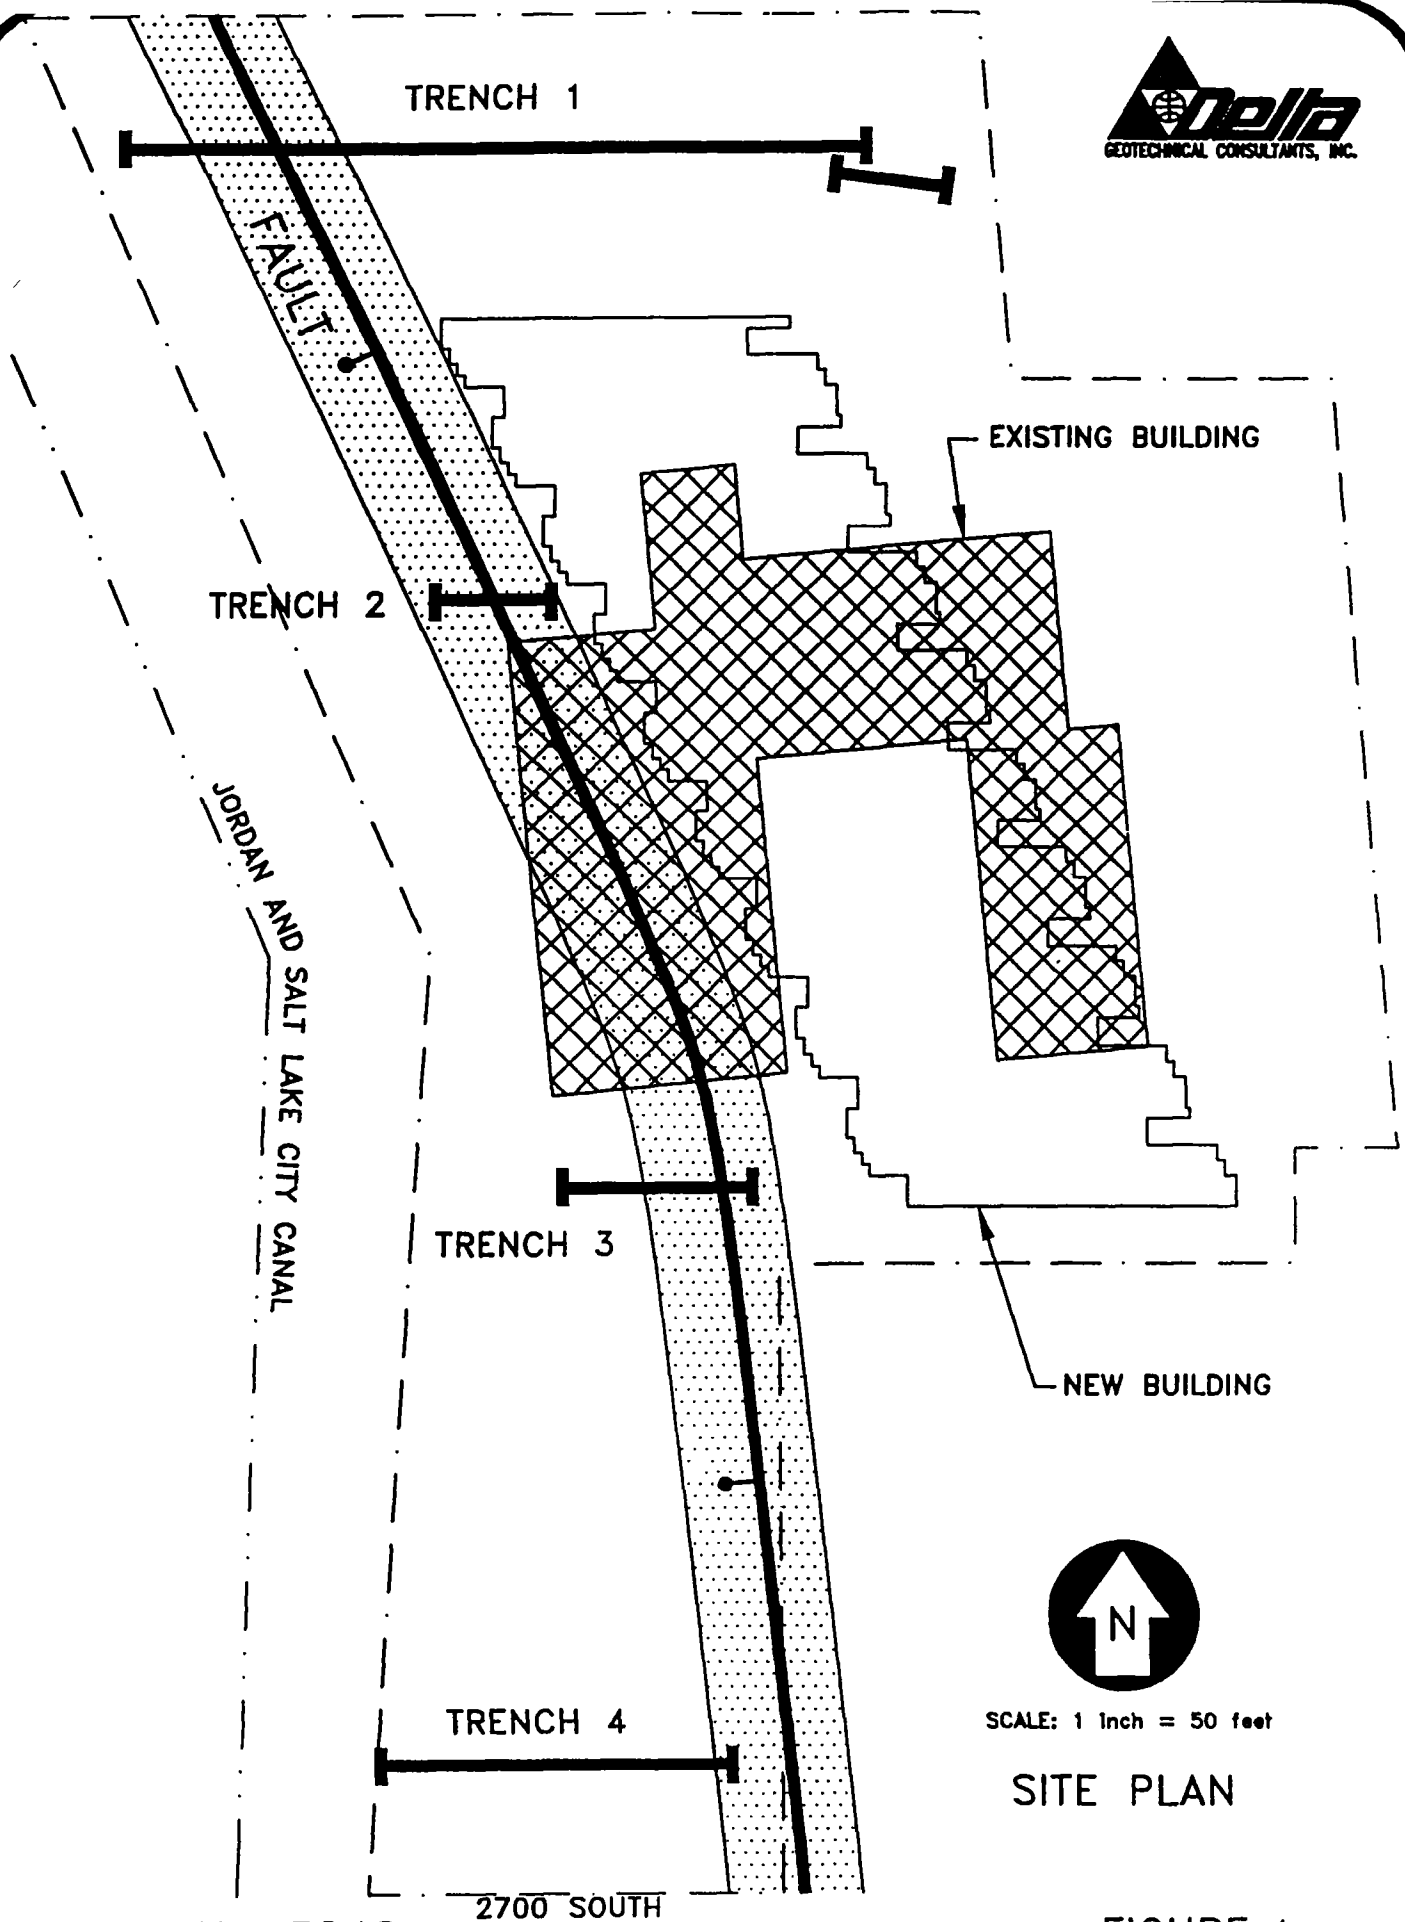 TRENCH 1
Delta
GEOTECHNICAL CONSULTANTS, INC.
FAULT
EXISTING BUILDING
TRENCH 2
JORDAN AND SALT LAKE CITY CANAL
TRENCH 3
NEW BUILDING
N
TRENCH 4
SCALE: 1 inch = 50 feet
SITE PLAN
2700 SOUTH
FIGURE